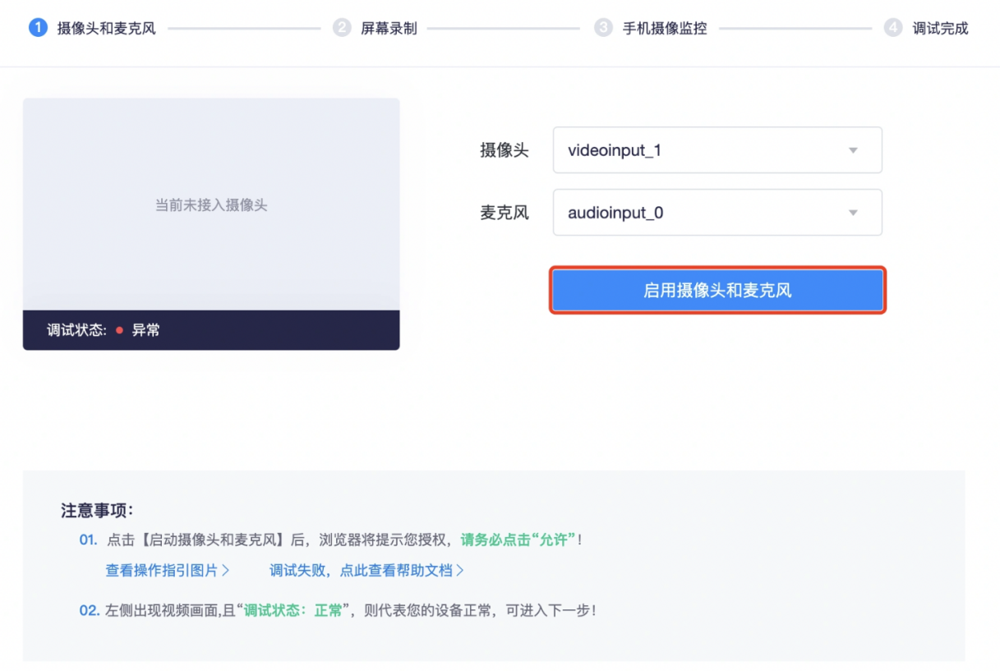 1 摄像头和麦克风 2 屏幕录制 3 手机摄像监控 4 调试完成
当前未接入摄像头
调试状态: 异常
摄像头 videoinput_1
麦克风 audioinput_0
启用摄像头和麦克风
注意事项：
01. 点击【启动摄像头和麦克风】后，浏览器将提示您授权，请务必点击“允许”！
查看操作指引图片> 调试失败，点此查看帮助文档>
02. 左侧出现视频画面,且“调试状态：正常”，则代表您的设备正常，可进入下一步！